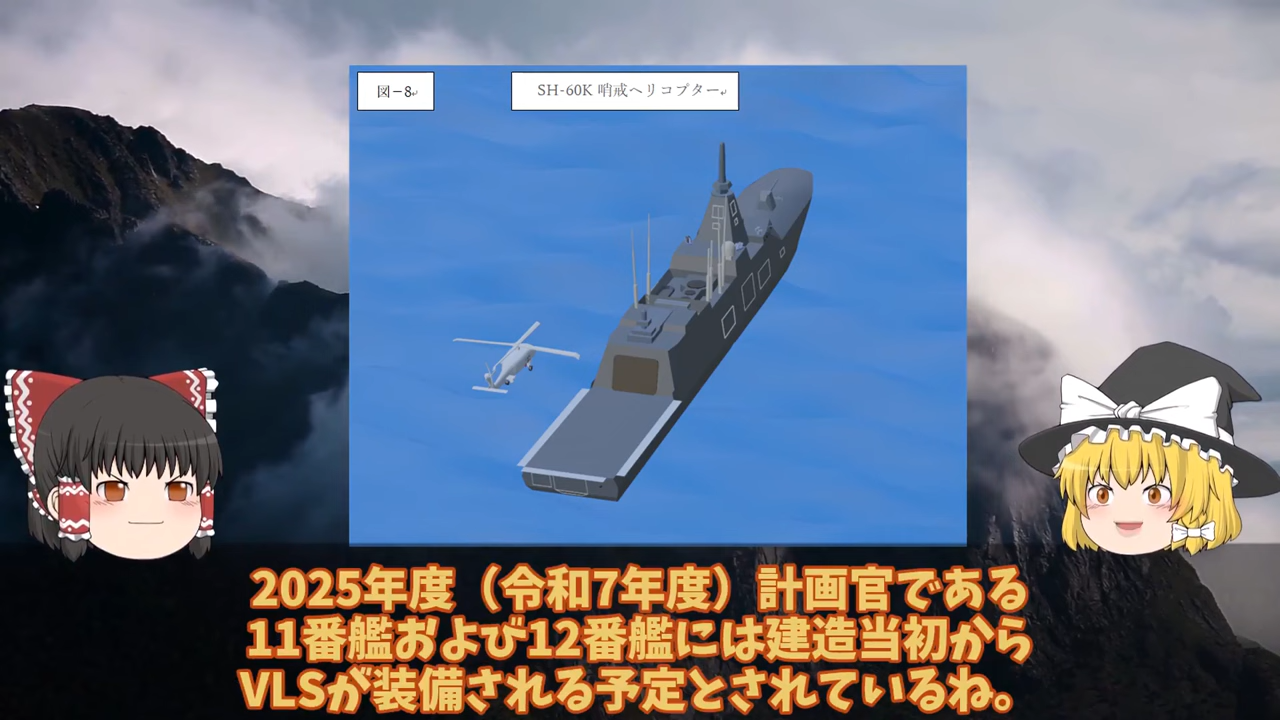 図－8
SH-60K 哨戒ヘリコプター
2025年度（令和7年度）計画官である
11番艦および12番艦には建造当初から
VLSが装備される予定とされているね。